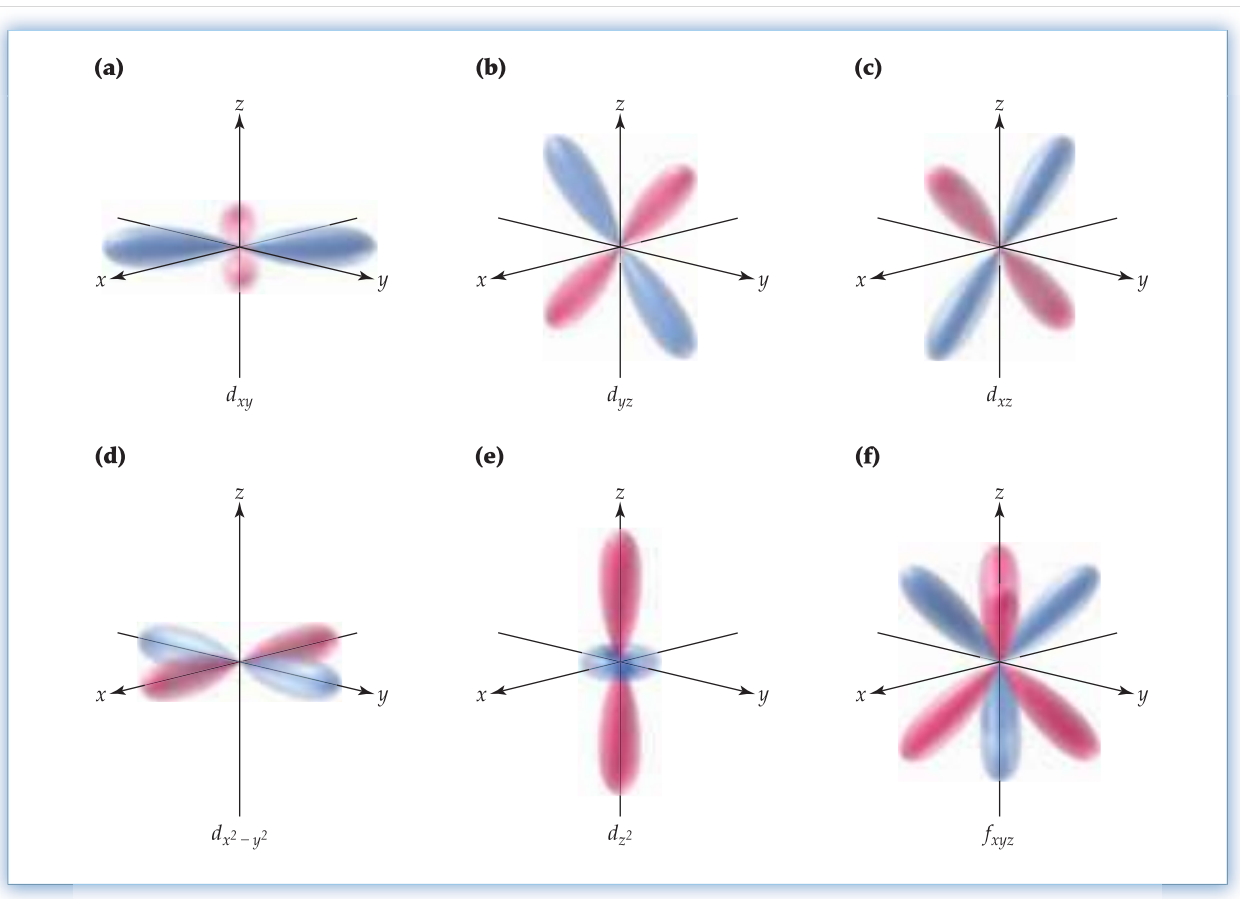 (a) (b) (c)
z z z
x y x y x y
d_xy d_yz d_xz
(d) (e) (f)
z z z
x y x y x y
d_x² − y² d_z² f_xyz